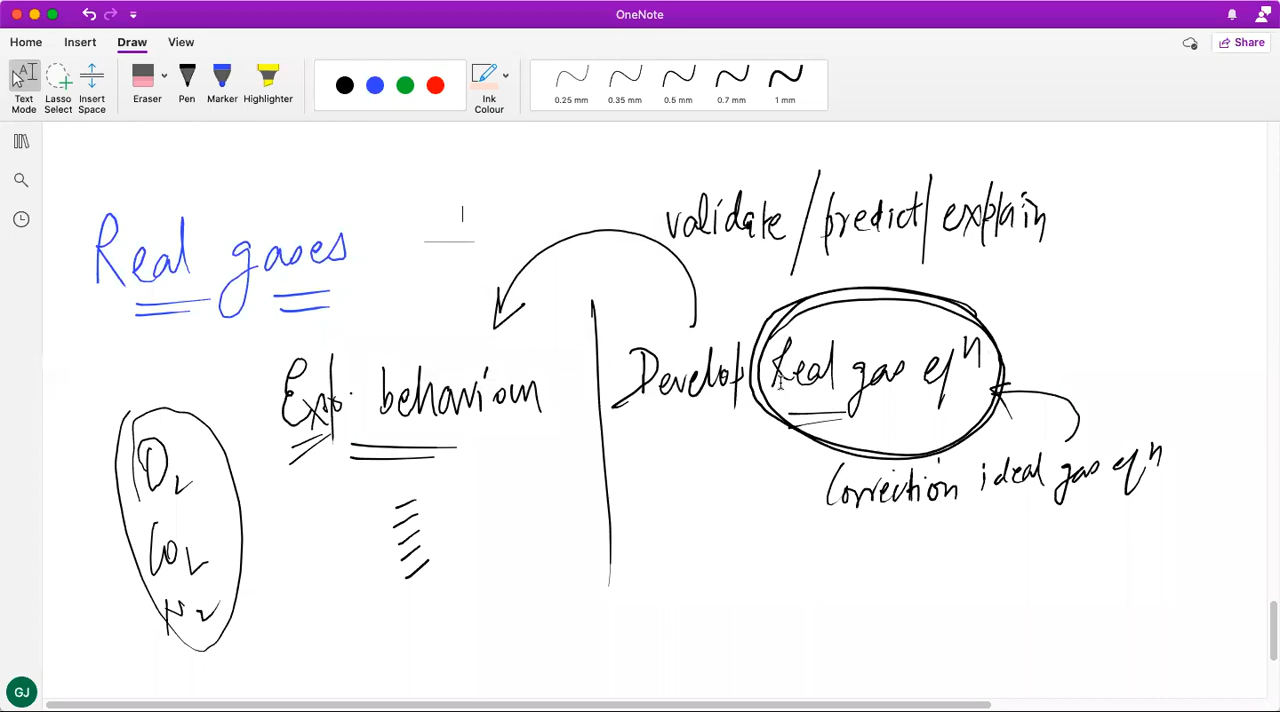 OneNote
Home Insert Draw View
Share
Text Mode
Lasso Select
Insert Space
Eraser
Pen
Marker
Highlighter
Ink Colour
0.25 mm
0.35 mm
0.5 mm
0.7 mm
1 mm
validate / predict / explain
Real gases
Expt. behaviour
Develop Real gas eqn
Correction ideal gas eqn
O2
CO2
N2
GJ